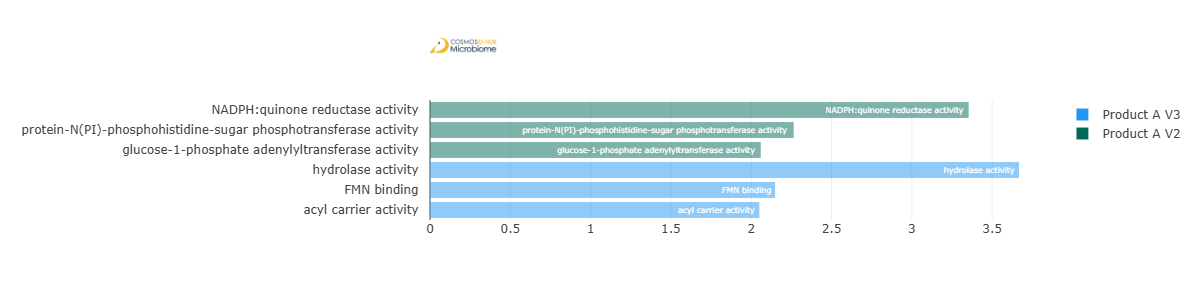 COSMOSID-HUB
Microbiome
NADPH:quinone reductase activity
NADPH:quinone reductase activity
protein-N(PI)-phosphohistidine-sugar phosphotransferase activity
protein-N(PI)-phosphohistidine-sugar phosphotransferase activity
glucose-1-phosphate adenylyltransferase activity
glucose-1-phosphate adenylyltransferase activity
hydrolase activity
hydrolase activity
FMN binding
FMN binding
acyl carrier activity
acyl carrier activity
0 0.5 1 1.5 2 2.5 3 3.5
Product A V3
Product A V2